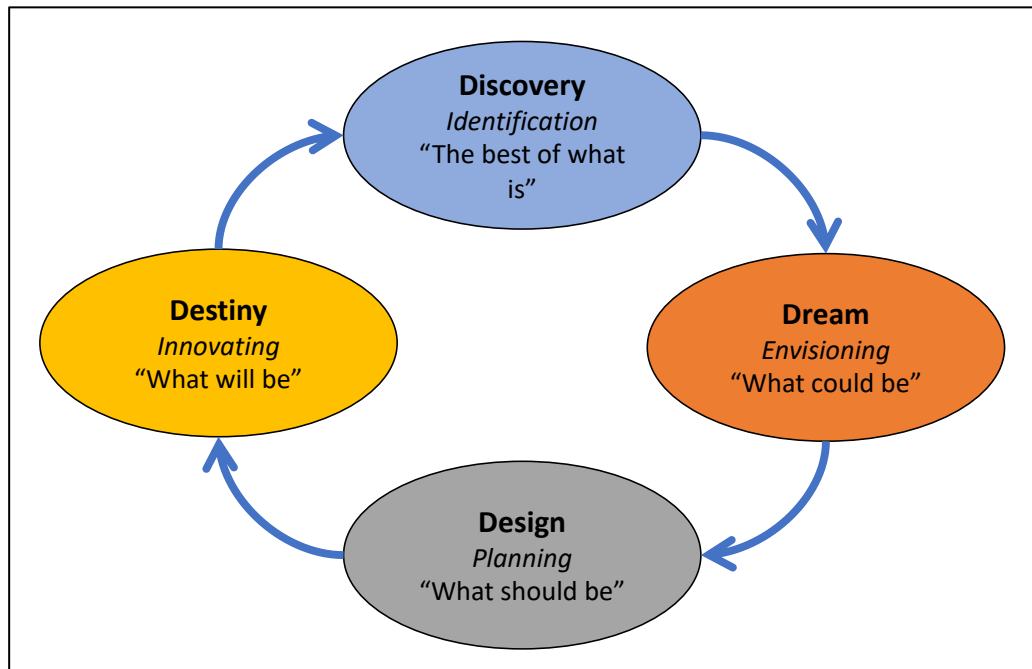 Discovery
Identification
“The best of what
is”
Destiny
Innovating
“What will be”
Dream
Envisioning
“What could be”
Design
Planning
“What should be”